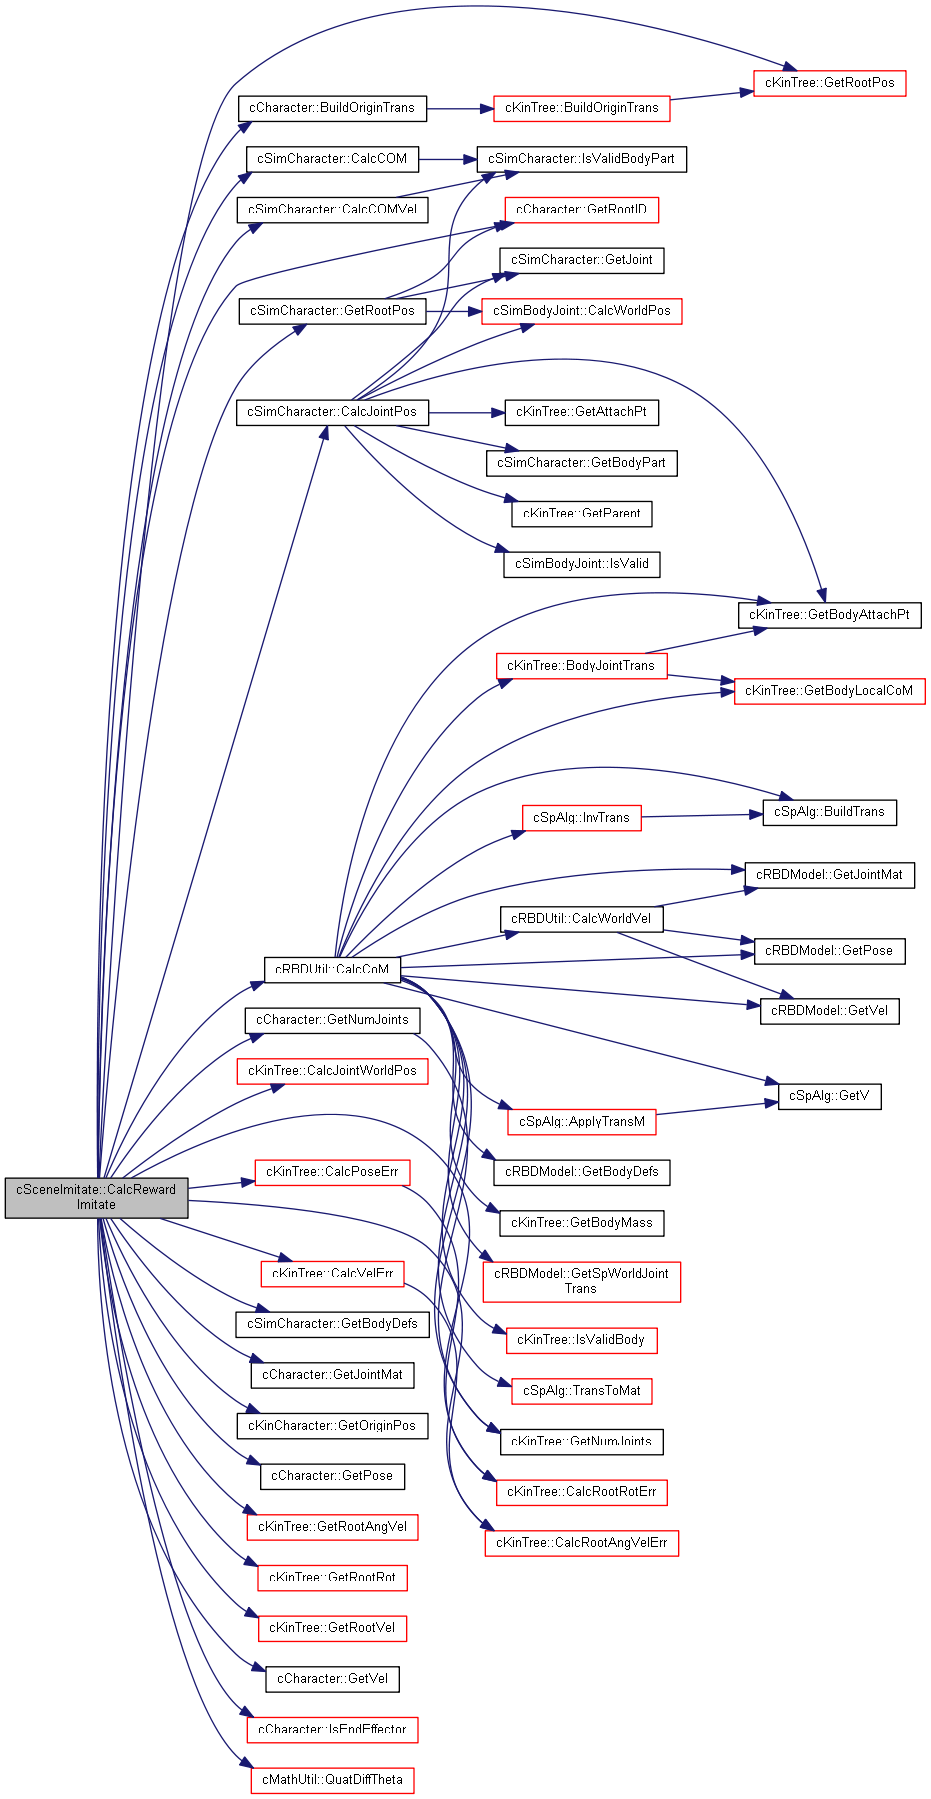 cKinTree::GetRootPos
cCharacter::BuildOriginTrans
cKinTree::BuildOriginTrans
cSimCharacter::CalcCOM
cSimCharacter::IsValidBodyPart
cSimCharacter::CalcCOMVel
cCharacter::GetRootID
cSimCharacter::GetJoint
cSimCharacter::GetRootPos
cSimBodyJoint::CalcWorldPos
cSimCharacter::CalcJointPos
cKinTree::GetAttachPt
cSimCharacter::GetBodyPart
cKinTree::GetParent
cSimBodyJoint::IsValid
cKinTree::GetBodyAttachPt
cKinTree::BodyJointTrans
cKinTree::GetBodyLocalCoM
cSpAlg::BuildTrans
cSpAlg::InvTrans
cRBDModel::GetJointMat
cRBDUtil::CalcWorldVel
cRBDModel::GetPose
cRBDUtil::CalcCoM
cRBDModel::GetVel
cCharacter::GetNumJoints
cKinTree::CalcJointWorldPos
cSpAlg::GetV
cSpAlg::ApplyTransM
cKinTree::CalcPoseErr
cRBDModel::GetBodyDefs
cSceneImitate::CalcReward
Imitate
cKinTree::GetBodyMass
cKinTree::CalcVelErr
cRBDModel::GetSpWorldJoint
Trans
cSimCharacter::GetBodyDefs
cKinTree::IsValidBody
cCharacter::GetJointMat
cSpAlg::TransToMat
cKinCharacter::GetOriginPos
cKinTree::GetNumJoints
cCharacter::GetPose
cKinTree::CalcRootRotErr
cKinTree::GetRootAngVel
cKinTree::CalcRootAngVelErr
cKinTree::GetRootRot
cKinTree::GetRootVel
cCharacter::GetVel
cCharacter::IsEndEffector
cMathUtil::QuatDiffTheta